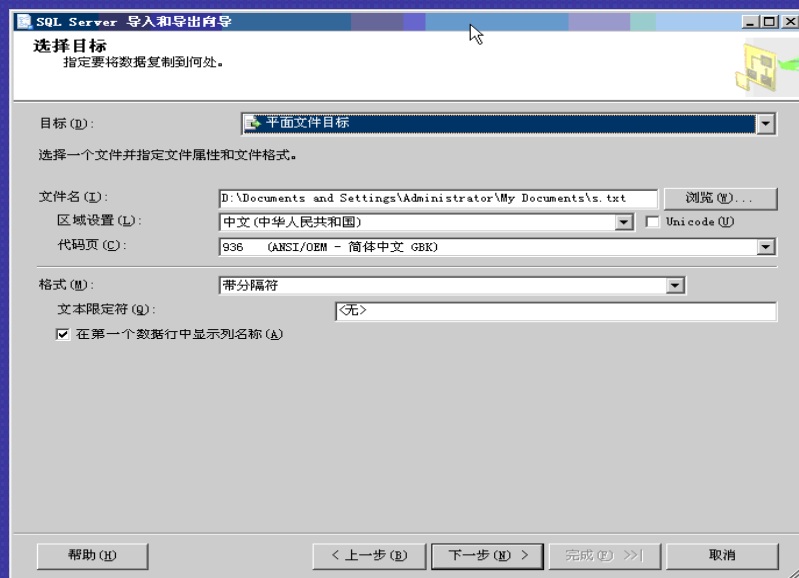 SQL Server 导入和导出向导
选择目标
指定要将数据复制到何处。
目标(D): 平面文件目标
选择一个文件并指定文件属性和文件格式。
文件名(I): D:\Documents and Settings\Administrator\My Documents\s.txt 浏览(W)...
区域设置(L): 中文(中华人民共和国) Unicode(U)
代码页(C): 936 (ANSI/OEM - 简体中文 GBK)
格式(M): 带分隔符
文本限定符(Q): <无>
在第一个数据行中显示列名称(A)
帮助(H) < 上一步(B) 下一步(N) > 完成(F) >>| 取消